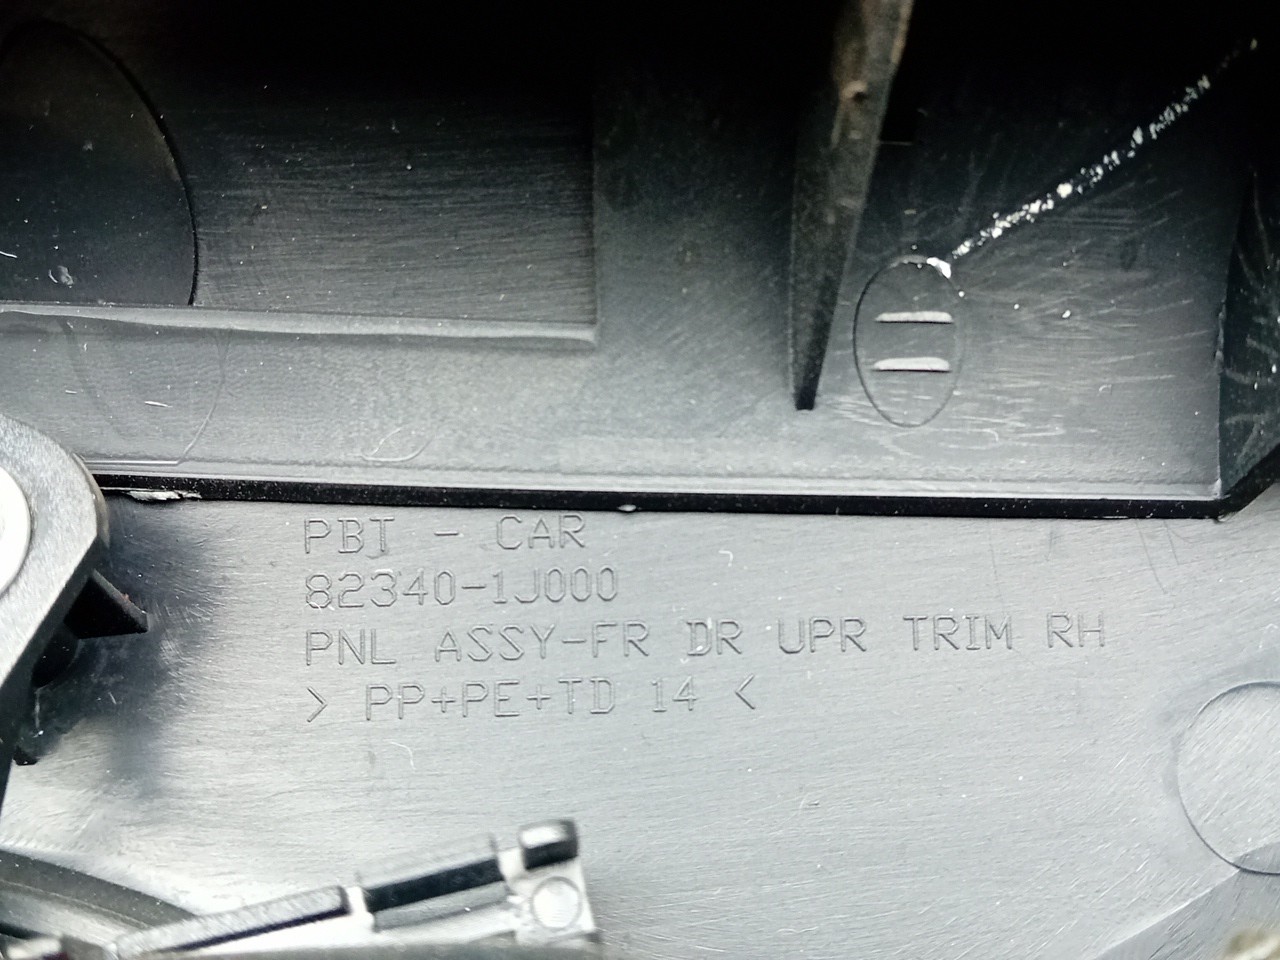 PBT - CAR
82340-1J000
PNL ASSY-FR DR UPR TRIM RH
> PP+PE+TD 14 <